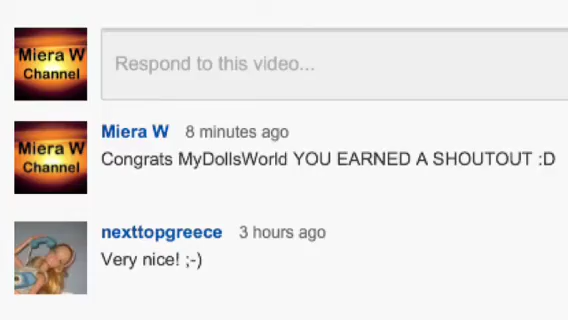 Miera W
Channel
Respond to this video...
Miera W
Channel
Miera W 8 minutes ago
Congrats MyDollsWorld YOU EARNED A SHOUTOUT :D
nexttopgreece 3 hours ago
Very nice! ;-)